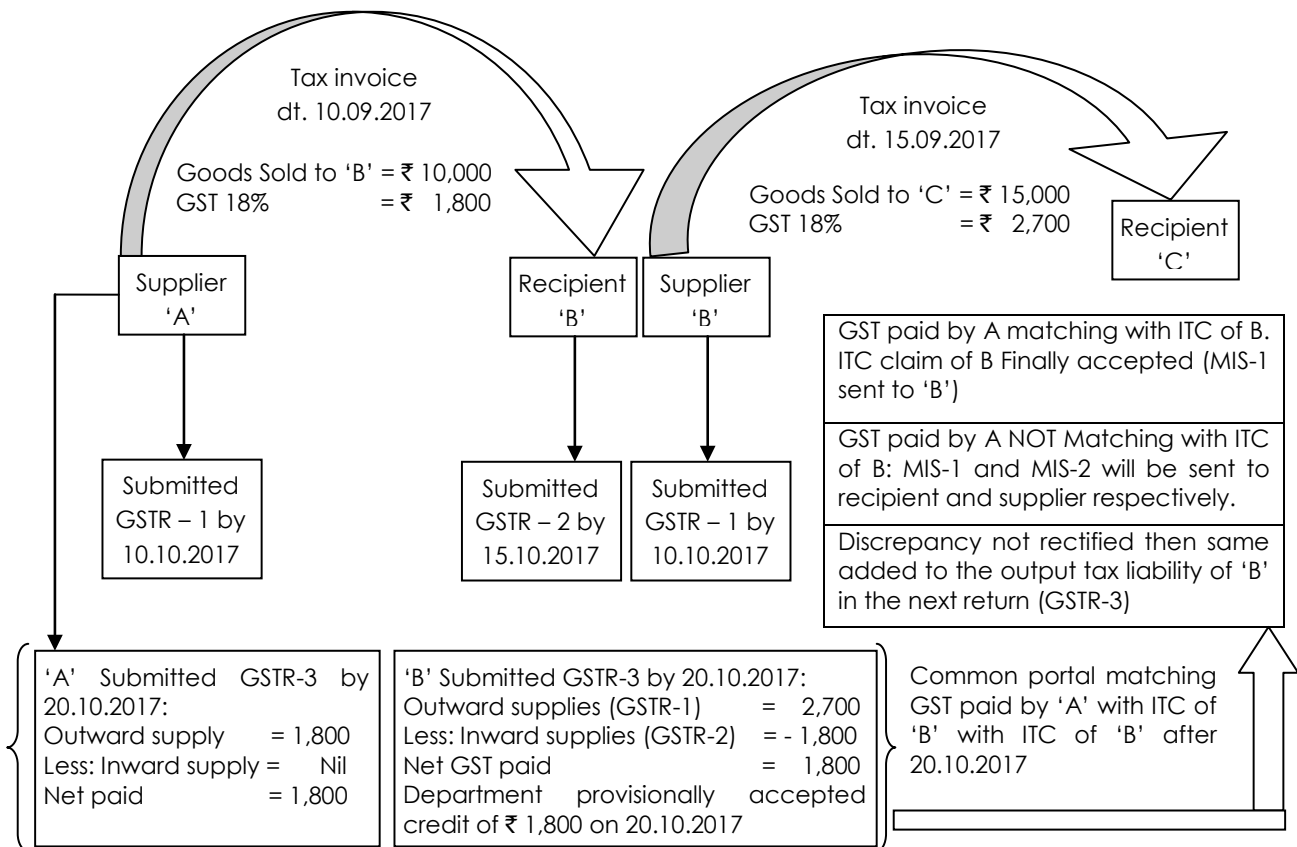 Tax invoice
dt. 10.09.2017
Goods Sold to ‘B’ = ₹ 10,000
GST 18% = ₹ 1,800
Tax invoice
dt. 15.09.2017
Goods Sold to ‘C’ = ₹ 15,000
GST 18% = ₹ 2,700
Supplier
‘A’
Recipient
‘B’
Supplier
‘B’
Recipient
‘C’
Submitted
GSTR – 1 by
10.10.2017
Submitted
GSTR – 2 by
15.10.2017
Submitted
GSTR – 1 by
10.10.2017
GST paid by A matching with ITC of B.
ITC claim of B Finally accepted (MIS-1
sent to ‘B’)
GST paid by A NOT Matching with ITC
of B: MIS-1 and MIS-2 will be sent to
recipient and supplier respectively.
Discrepancy not rectified then same
added to the output tax liability of ‘B’
in the next return (GSTR-3)
‘A’ Submitted GSTR-3 by
20.10.2017:
Outward supply = 1,800
Less: Inward supply = Nil
Net paid = 1,800
‘B’ Submitted GSTR-3 by 20.10.2017:
Outward supplies (GSTR-1) = 2,700
Less: Inward supplies (GSTR-2) = - 1,800
Net GST paid = 1,800
Department provisionally accepted
credit of ₹ 1,800 on 20.10.2017
Common portal matching
GST paid by ‘A’ with ITC of
‘B’ with ITC of ‘B’ after
20.10.2017